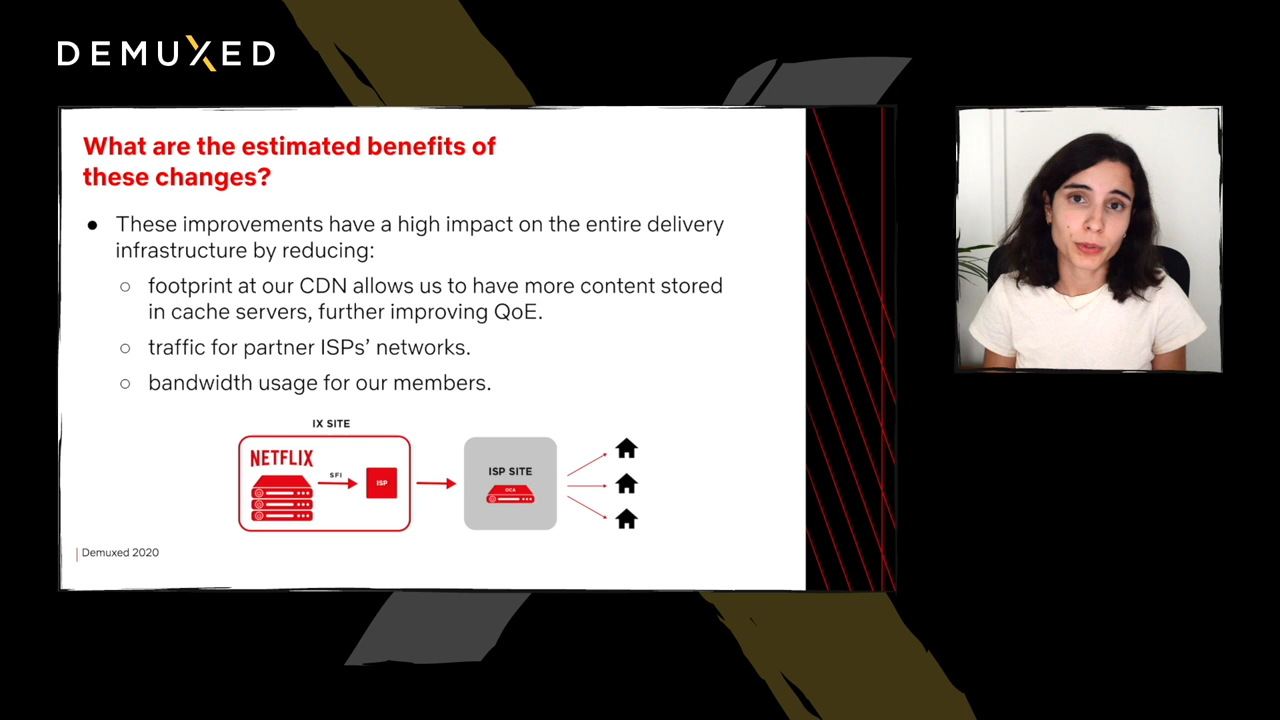 DEMUXED
What are the estimated benefits of
these changes?
● These improvements have a high impact on the entire delivery
infrastructure by reducing:
○ footprint at our CDN allows us to have more content stored
in cache servers, further improving QoE.
○ traffic for partner ISPs’ networks.
○ bandwidth usage for our members.
IX SITE
NETFLIX
SFI
ISP
ISP SITE
OCA
| Demuxed 2020